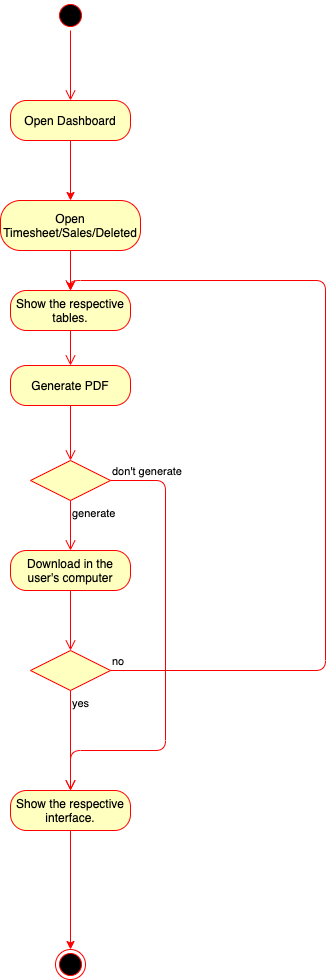 Open Dashboard
Open
Timesheet/Sales/Deleted
Show the respective
tables.
Generate PDF
don't generate
generate
Download in the
user's computer
no
yes
Show the respective
interface.